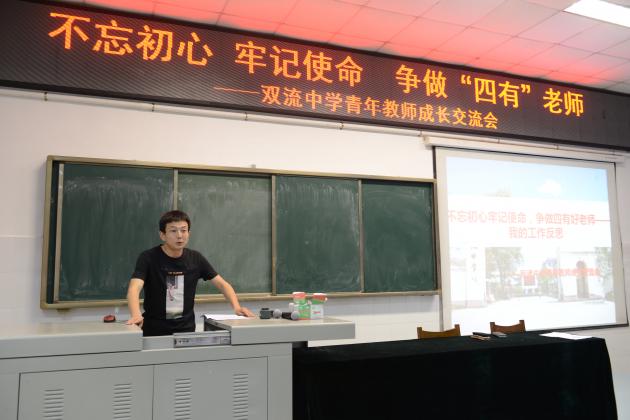 不忘初心 牢记使命 争做“四有”老师
——双流中学青年教师成长交流会
不忘初心牢记使命，争做四有好老师——
我的工作反思